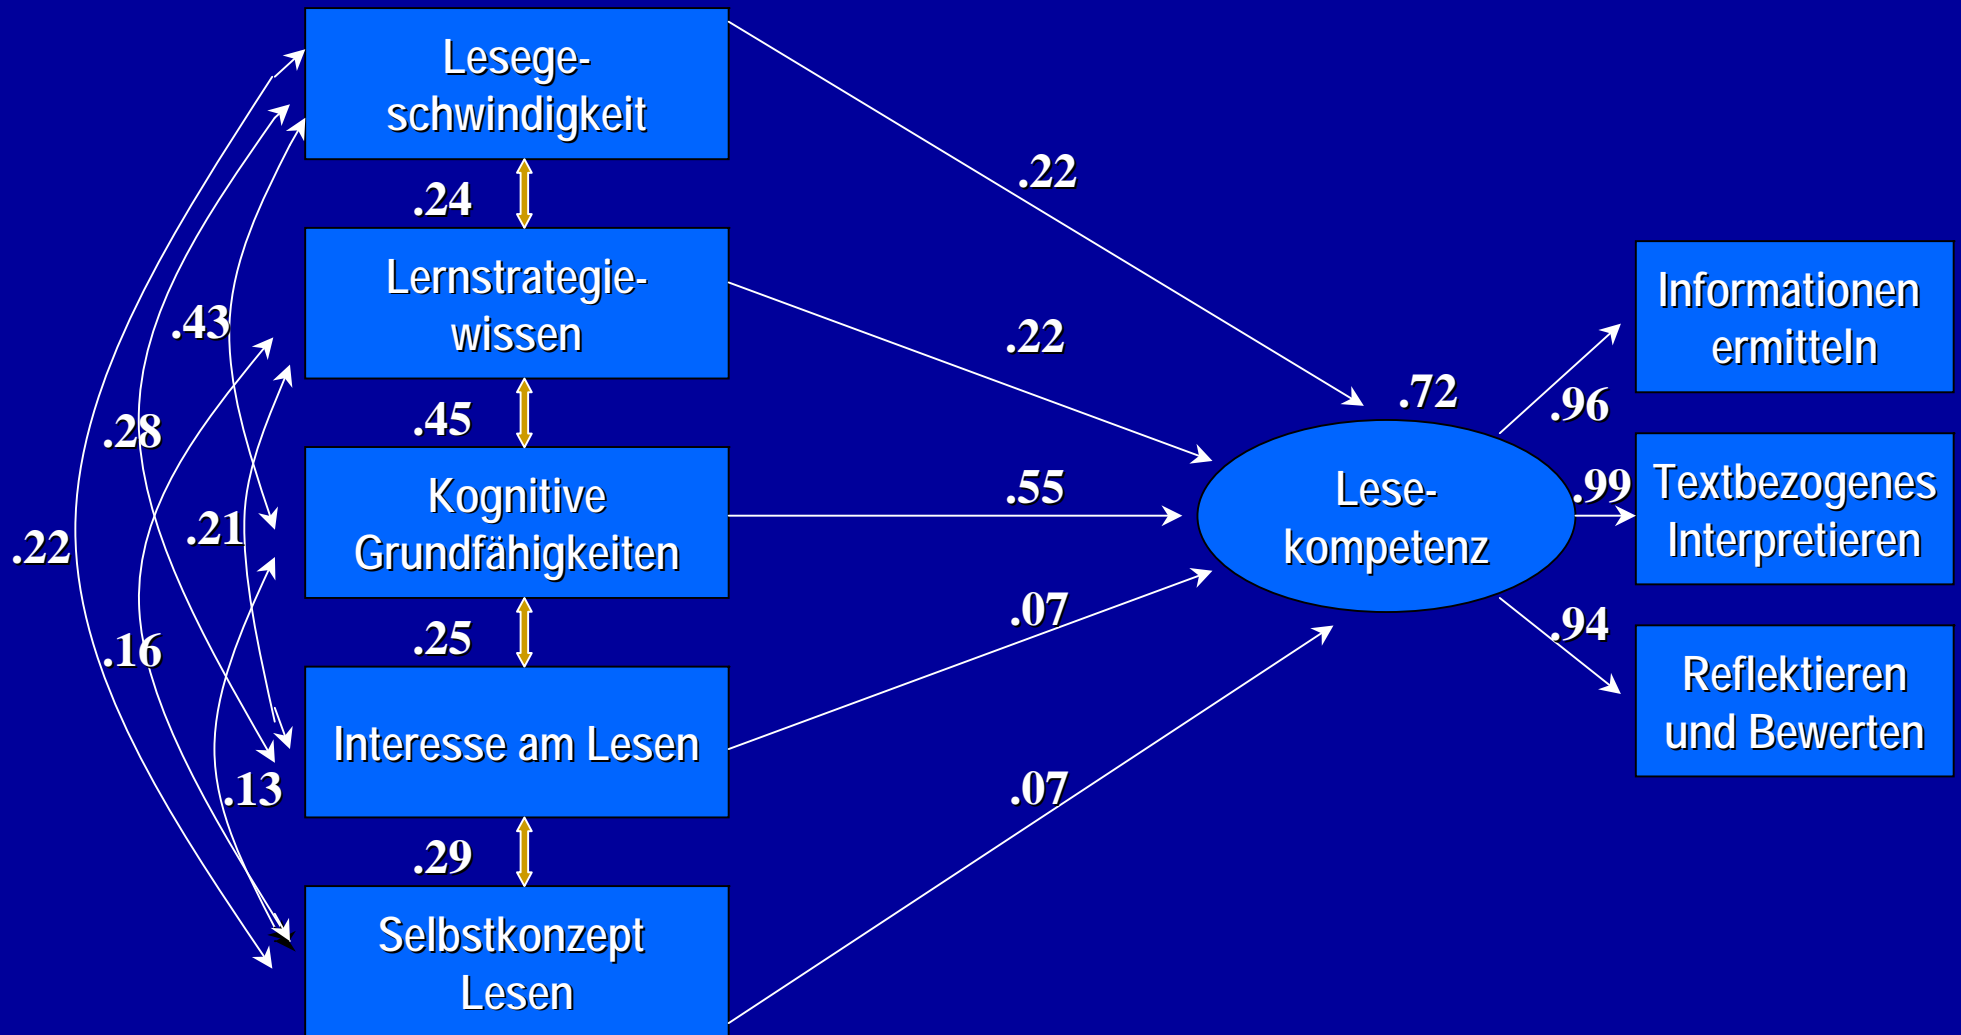 Lesege-
schwindigkeit
.24
Lernstrategie-
wissen
.45
Kognitive
Grundfähigkeiten
.25
Interesse am Lesen
.29
Selbstkonzept
Lesen
.43
.28
.21
.22
.16
.13
.22
.22
.55
.07
.07
.72
Lese-
kompetenz
.96
.99
.94
Informationen
ermitteln
Textbezogenes
Interpretieren
Reflektieren
und Bewerten